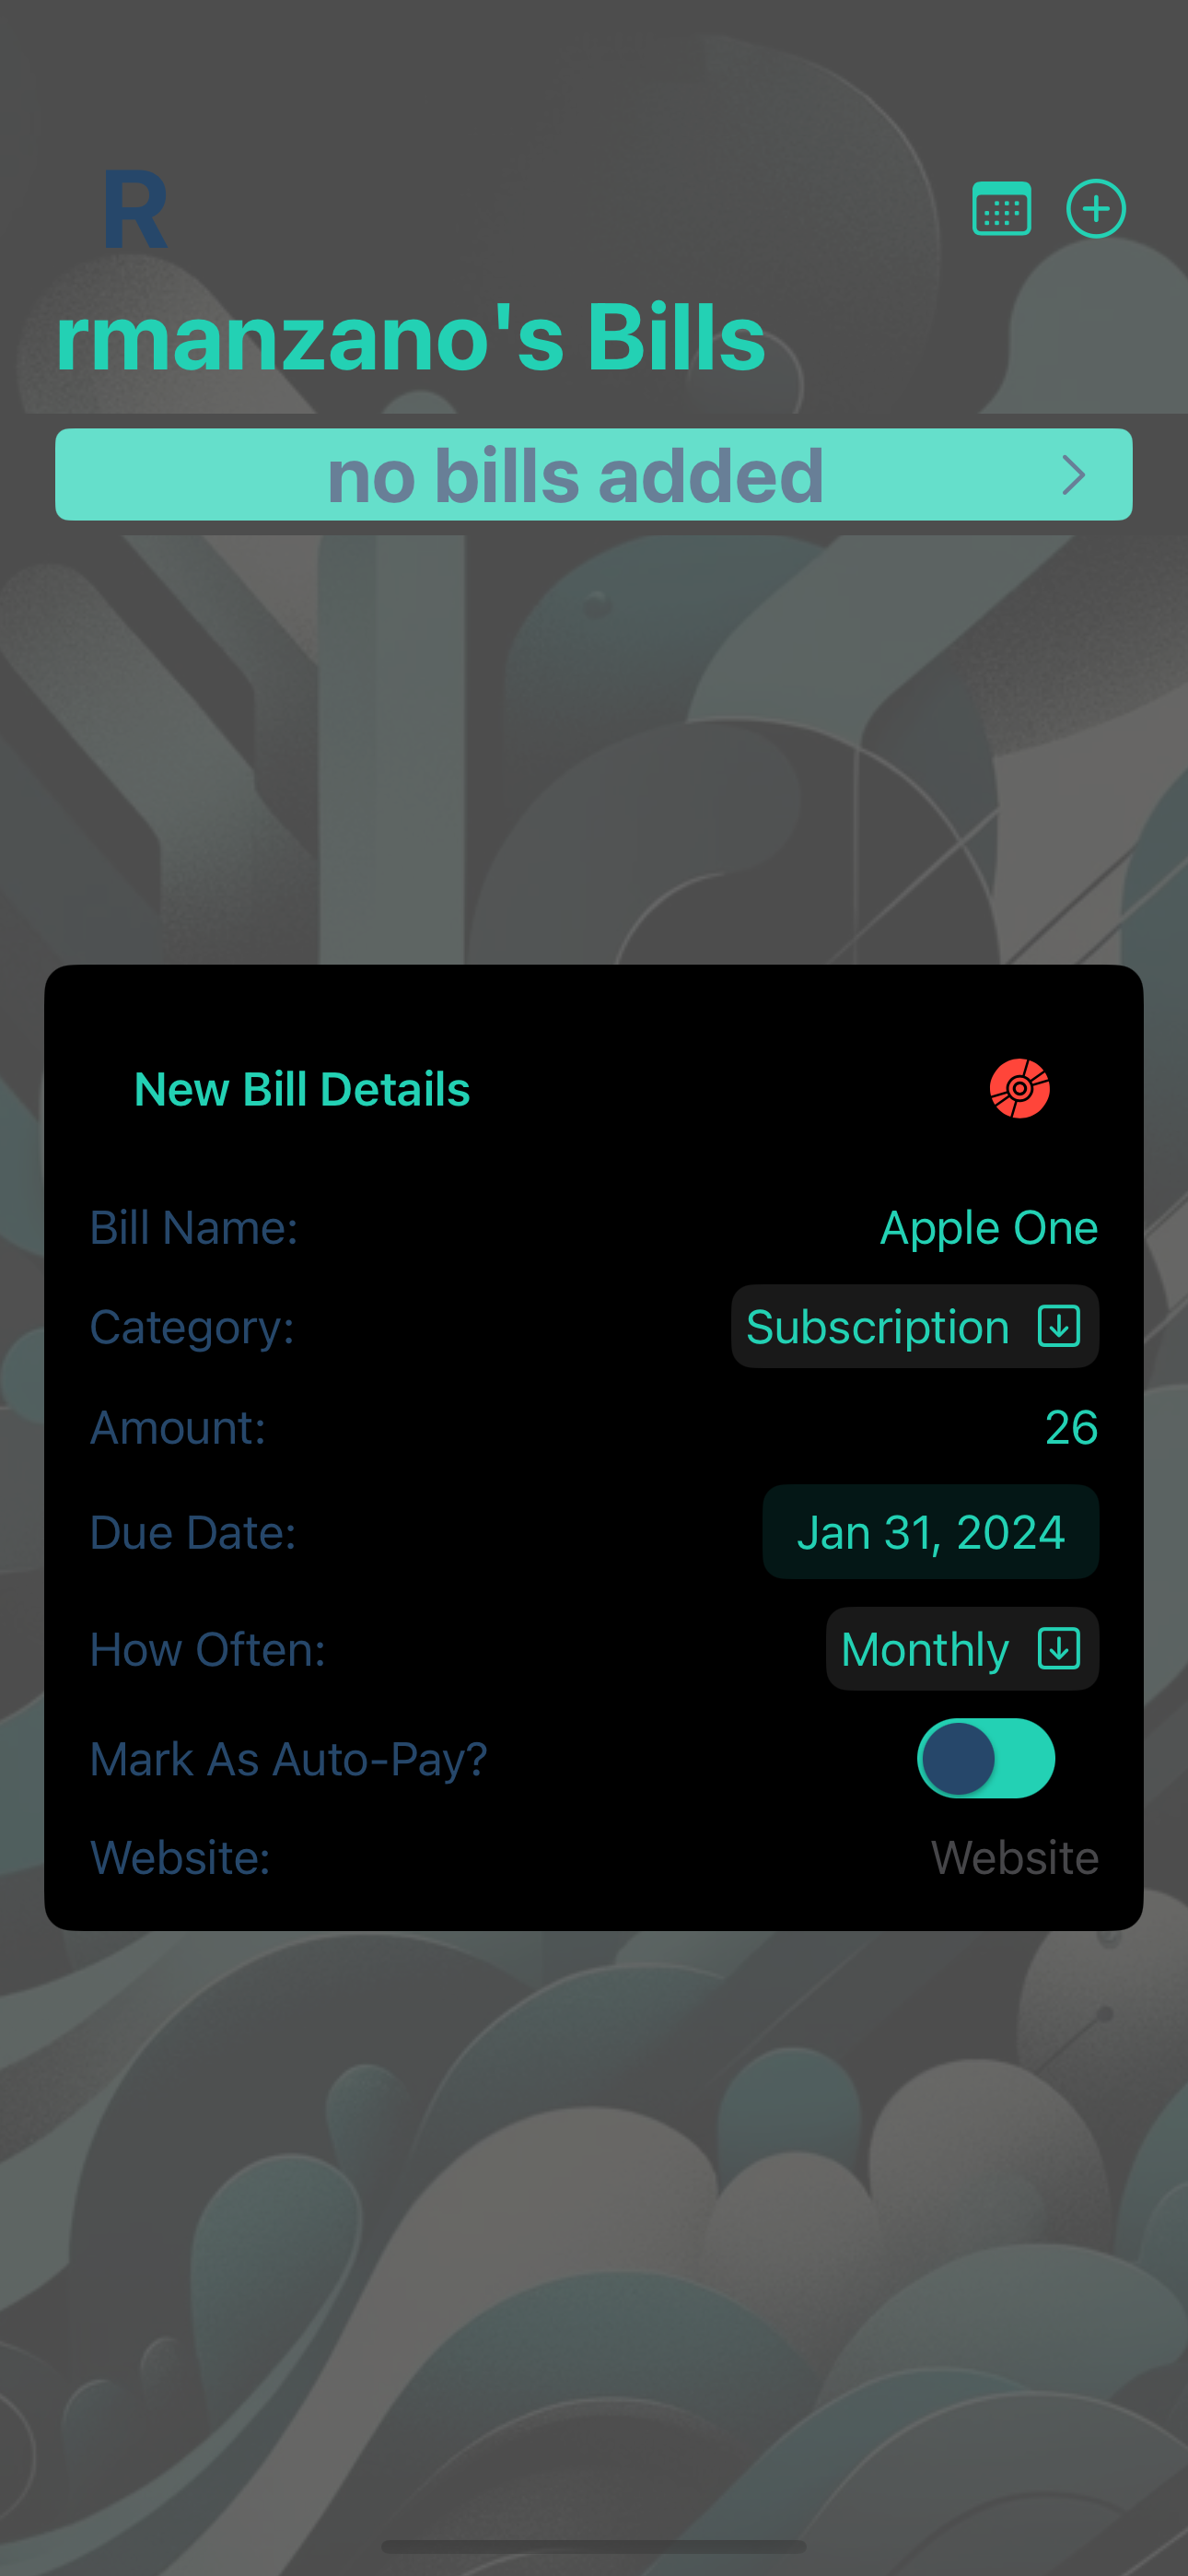 R
rmanzano's Bills
no bills added
New Bill Details
Bill Name: Apple One
Category: Subscription
Amount: 26
Due Date: Jan 31, 2024
How Often: Monthly
Mark As Auto-Pay?
Website: Website